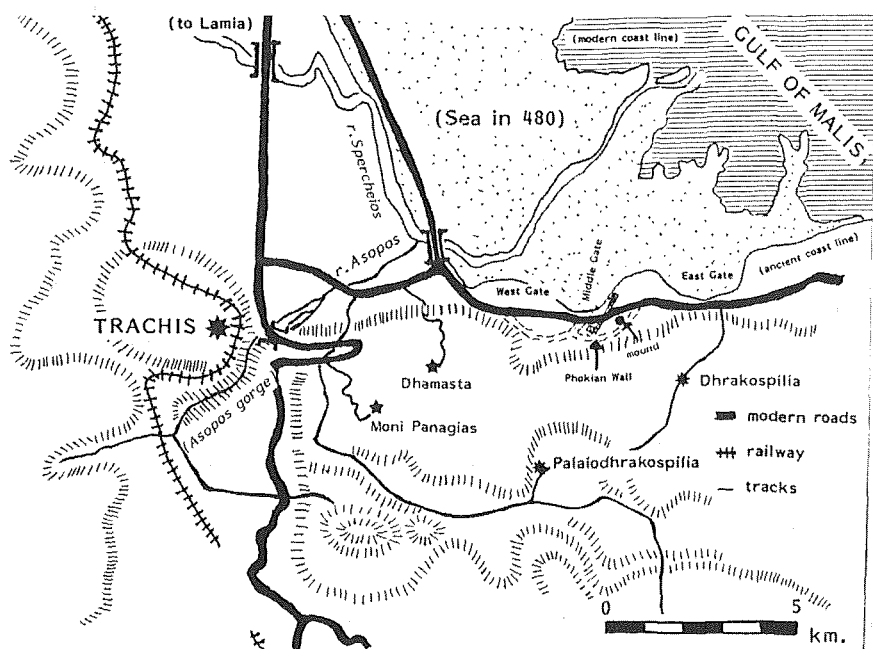 (to Lamia)
(modern coast line)
GULF OF MALIS
(Sea in 480)
r. Spercheios
r. Asopos
Middle Gate
East Gate
(ancient coast line)
West Gate
TRACHIS
mound
Phokian Wall
Dhamasta
Dhrakospilia
(Asopos gorge)
Moni Panagias
modern roads
Palaiodhrakospilia
railway
tracks
0 5
km.